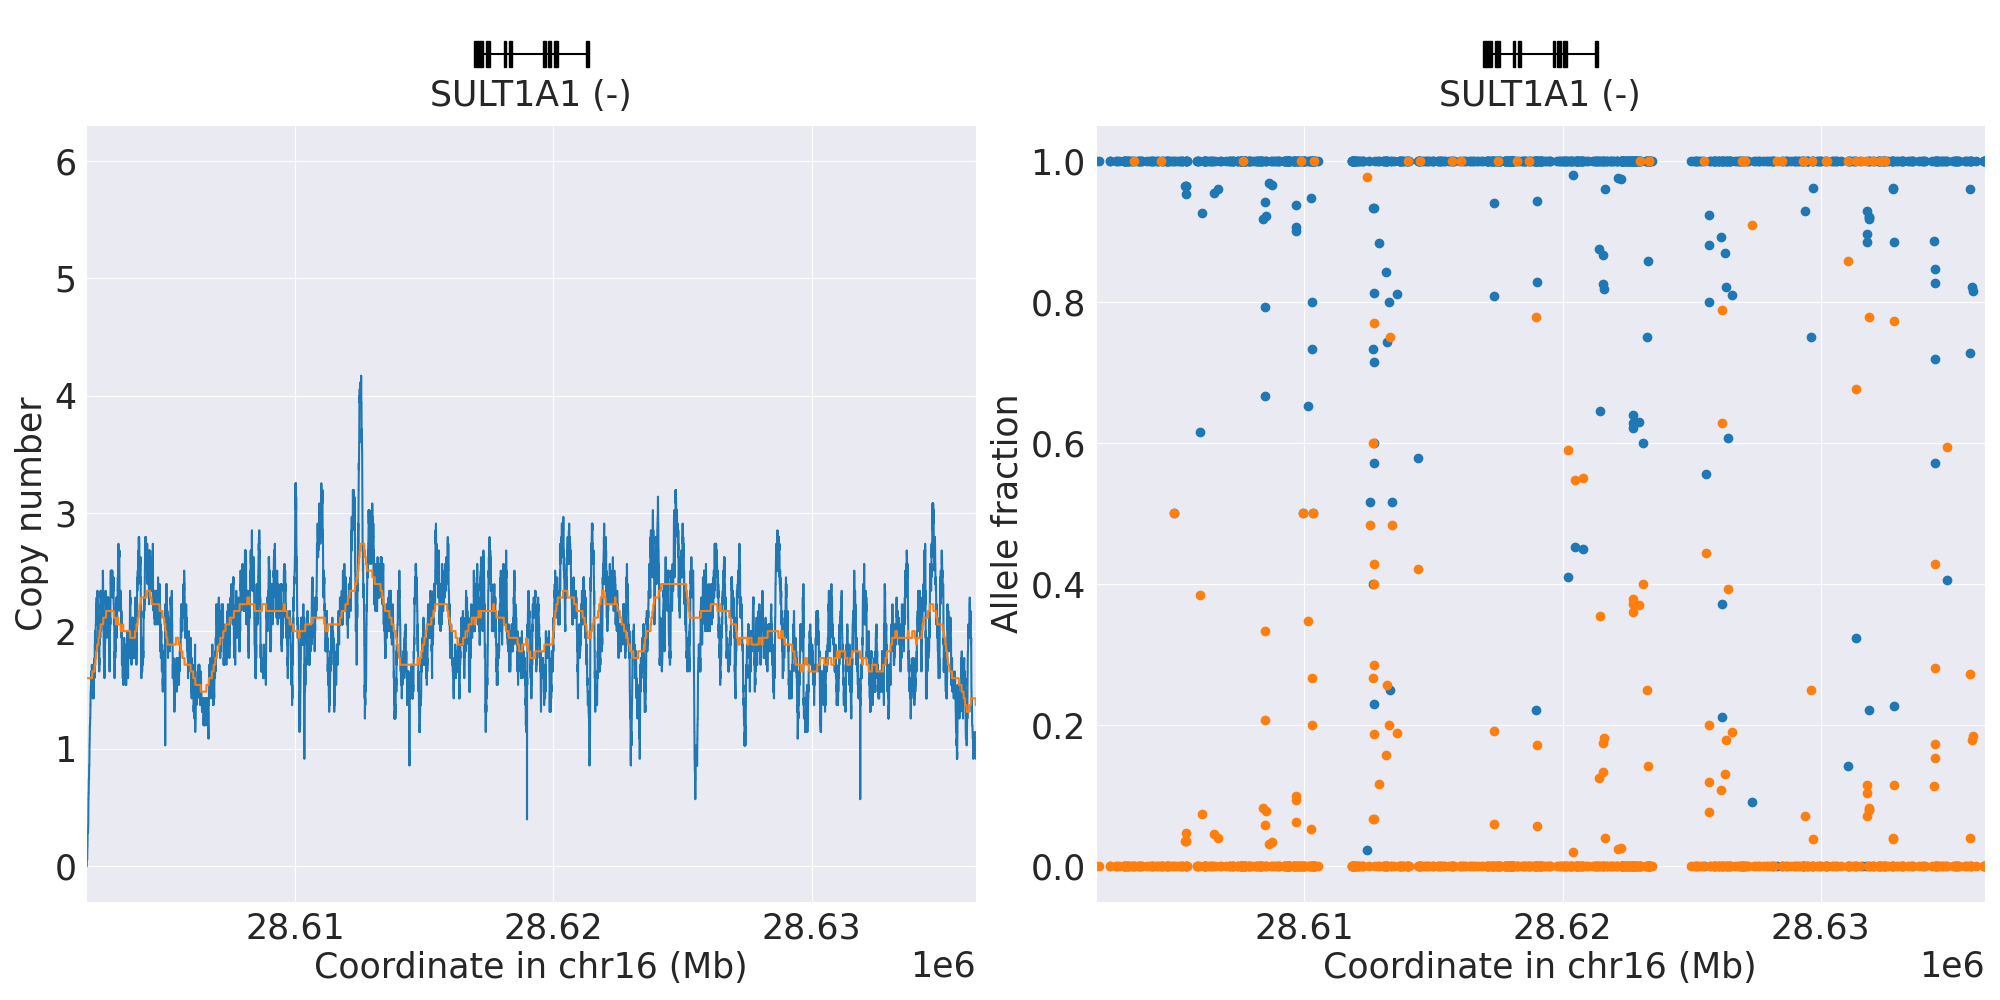 SULT1A1 (-)
6
5
4
3
2
1
0
Copy number
28.61
28.62
28.63
Coordinate in chr16 (Mb)
1e6
SULT1A1 (-)
1.0
0.8
0.6
0.4
0.2
0.0
Allele fraction
28.61
28.62
28.63
Coordinate in chr16 (Mb)
1e6